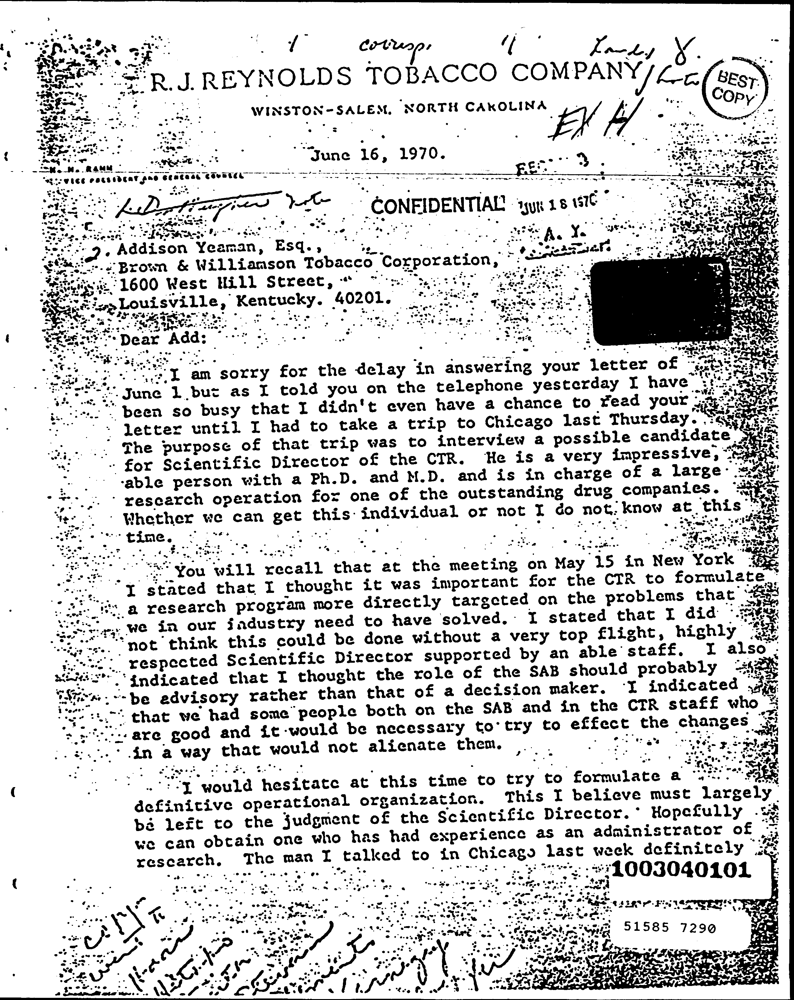 corresp.
R. J. REYNOLDS TOBACCO COMPANY
BEST
COPY
WINSTON-SALEM, NORTH CAROLINA
EX H
June 16, 1970.
H. H. RAMM
VICE PRESIDENT AND GENERAL COUNSEL
CONFIDENTIAL
JUN 18 1970
A. Y.
2. Addison Yeaman, Esq.,
Brown & Williamson Tobacco Corporation,
1600 West Hill Street,
Louisville, Kentucky. 40201.
Dear Add:
I am sorry for the delay in answering your letter of
June 1 but as I told you on the telephone yesterday I have
been so busy that I didn't even have a chance to read your
letter until I had to take a trip to Chicago last Thursday.
The purpose of that trip was to interview a possible candidate
for Scientific Director of the CTR. He is a very impressive,
able person with a Ph.D. and M.D. and is in charge of a large
research operation for one of the outstanding drug companies.
Whether we can get this individual or not I do not know at this
time.
You will recall that at the meeting on May 15 in New York
I stated that I thought it was important for the CTR to formulate
a research program more directly targeted on the problems that
we in our industry need to have solved. I stated that I did
not think this could be done without a very top flight, highly
respected Scientific Director supported by an able staff. I also
indicated that I thought the role of the SAB should probably
be advisory rather than that of a decision maker. I indicated
that we had some people both on the SAB and in the CTR staff who
are good and it would be necessary to try to effect the changes
in a way that would not alienate them.
I would hesitate at this time to try to formulate a
definitive operational organization. This I believe must largely
be left to the judgment of the Scientific Director. Hopefully
we can obtain one who has had experience as an administrator of
research. The man I talked to in Chicago last week definitely
1003040101
51585 7290